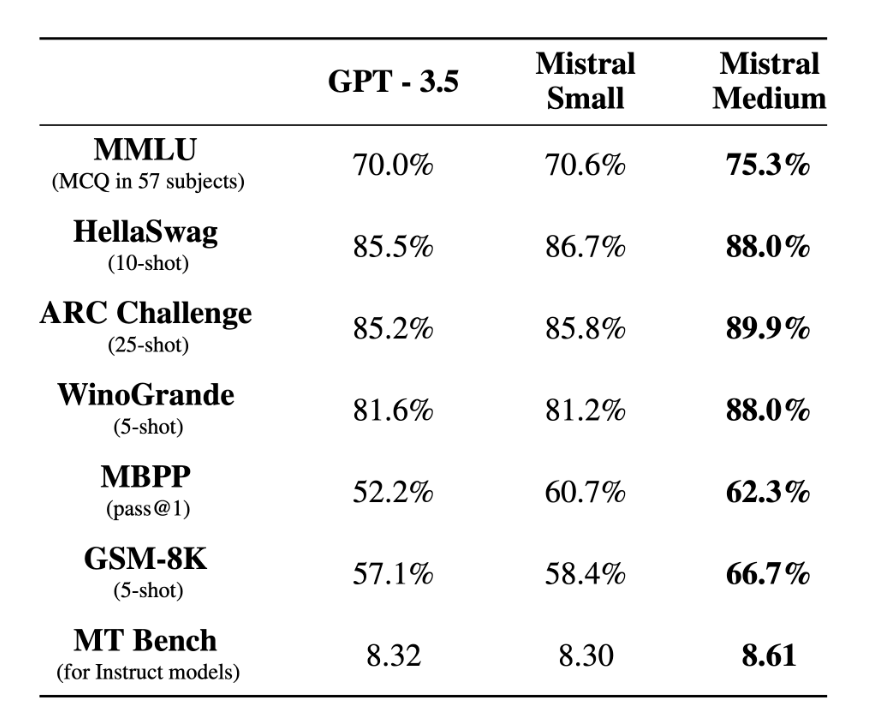 GPT - 3.5 Mistral Small Mistral Medium
MMLU 70.0% 70.6% 75.3%
(MCQ in 57 subjects)
HellaSwag 85.5% 86.7% 88.0%
(10-shot)
ARC Challenge 85.2% 85.8% 89.9%
(25-shot)
WinoGrande 81.6% 81.2% 88.0%
(5-shot)
MBPP 52.2% 60.7% 62.3%
(pass@1)
GSM-8K 57.1% 58.4% 66.7%
(5-shot)
MT Bench 8.32 8.30 8.61
(for Instruct models)